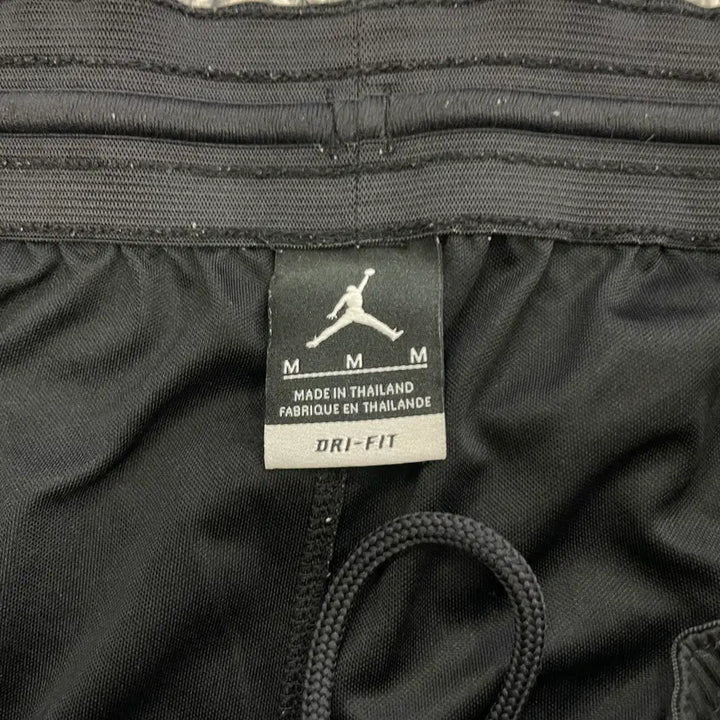 M M M
MADE IN THAILAND
FABRIQUE EN THAILANDE
DRI-FIT